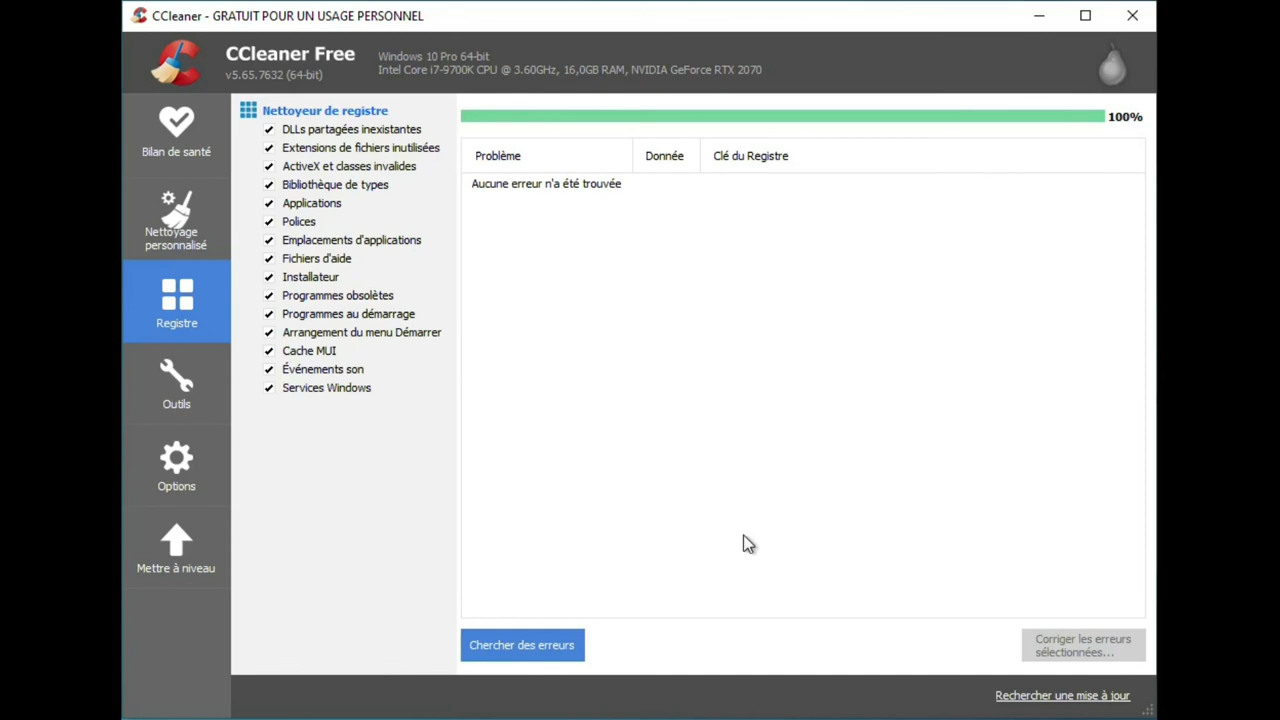 CCleaner - GRATUIT POUR UN USAGE PERSONNEL
CCleaner Free
v5.65.7632 (64-bit)
Windows 10 Pro 64-bit
Intel Core i7-9700K CPU @ 3.60GHz, 16,0GB RAM, NVIDIA GeForce RTX 2070
Bilan de santé
Nettoyage
personnalisé
Registre
Outils
Options
Mettre à niveau
Nettoyeur de registre
DLLs partagées inexistantes
Extensions de fichiers inutilisées
ActiveX et classes invalides
Bibliothèque de types
Applications
Polices
Emplacements d'applications
Fichiers d'aide
Installateur
Programmes obsolètes
Programmes au démarrage
Arrangement du menu Démarrer
Cache MUI
Événements son
Services Windows
100%
Problème Donnée Clé du Registre
Aucune erreur n'a été trouvée
Chercher des erreurs
Corriger les erreurs
sélectionnées...
Rechercher une mise à jour